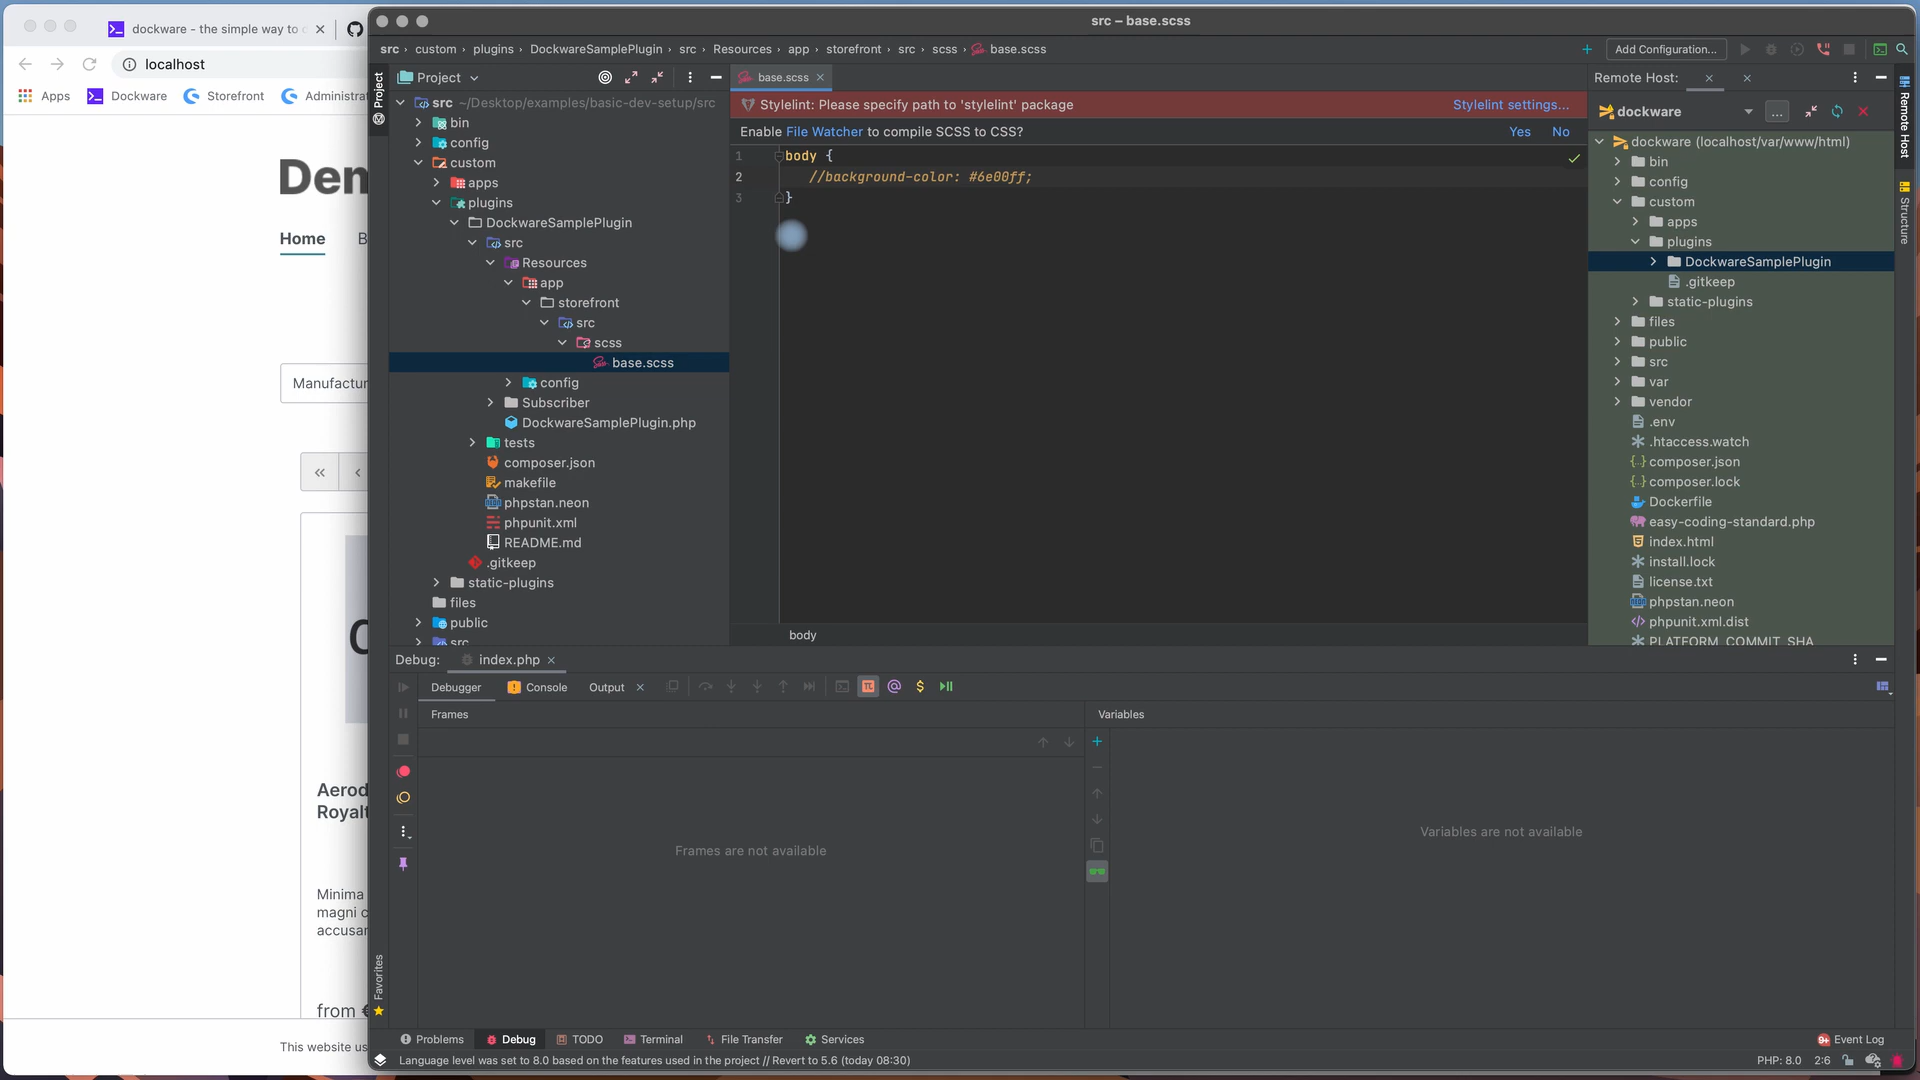 dockware - the simple way to
localhost
Apps
Dockware
Storefront
Administra
Home
Manufactur
«
‹
Aerod
Royalt
Minima
magni c
accusar
from €
This website us
src – base.scss
src › custom › plugins › DockwareSamplePlugin › src › Resources › app › storefront › src › scss › base.scss
Add Configuration...
Project
Project
src ~/Desktop/examples/basic-dev-setup/src
bin
config
custom
apps
plugins
DockwareSamplePlugin
src
Resources
app
storefront
src
scss
base.scss
config
Subscriber
DockwareSamplePlugin.php
tests
composer.json
makefile
phpstan.neon
phpunit.xml
README.md
.gitkeep
static-plugins
files
public
src
base.scss
Stylelint: Please specify path to 'stylelint' package
Stylelint settings...
Enable File Watcher to compile SCSS to CSS?
Yes
No
1 body {
2 //background-color: #6e00ff;
3 }
body
Remote Host:
dockware
...
dockware (localhost/var/www/html)
bin
config
custom
apps
plugins
DockwareSamplePlugin
.gitkeep
static-plugins
files
public
src
var
vendor
.env
.htaccess.watch
composer.json
composer.lock
Dockerfile
easy-coding-standard.php
index.html
install.lock
license.txt
phpstan.neon
phpunit.xml.dist
PLATFORM_COMMIT_SHA
Remote Host
Structure
Debug:
index.php
Debugger
Console
Output
Frames
Variables
Frames are not available
Variables are not available
Favorites
Problems
Debug
TODO
Terminal
File Transfer
Services
Event Log
Language level was set to 8.0 based on the features used in the project // Revert to 5.6 (today 08:30)
PHP: 8.0
2:6